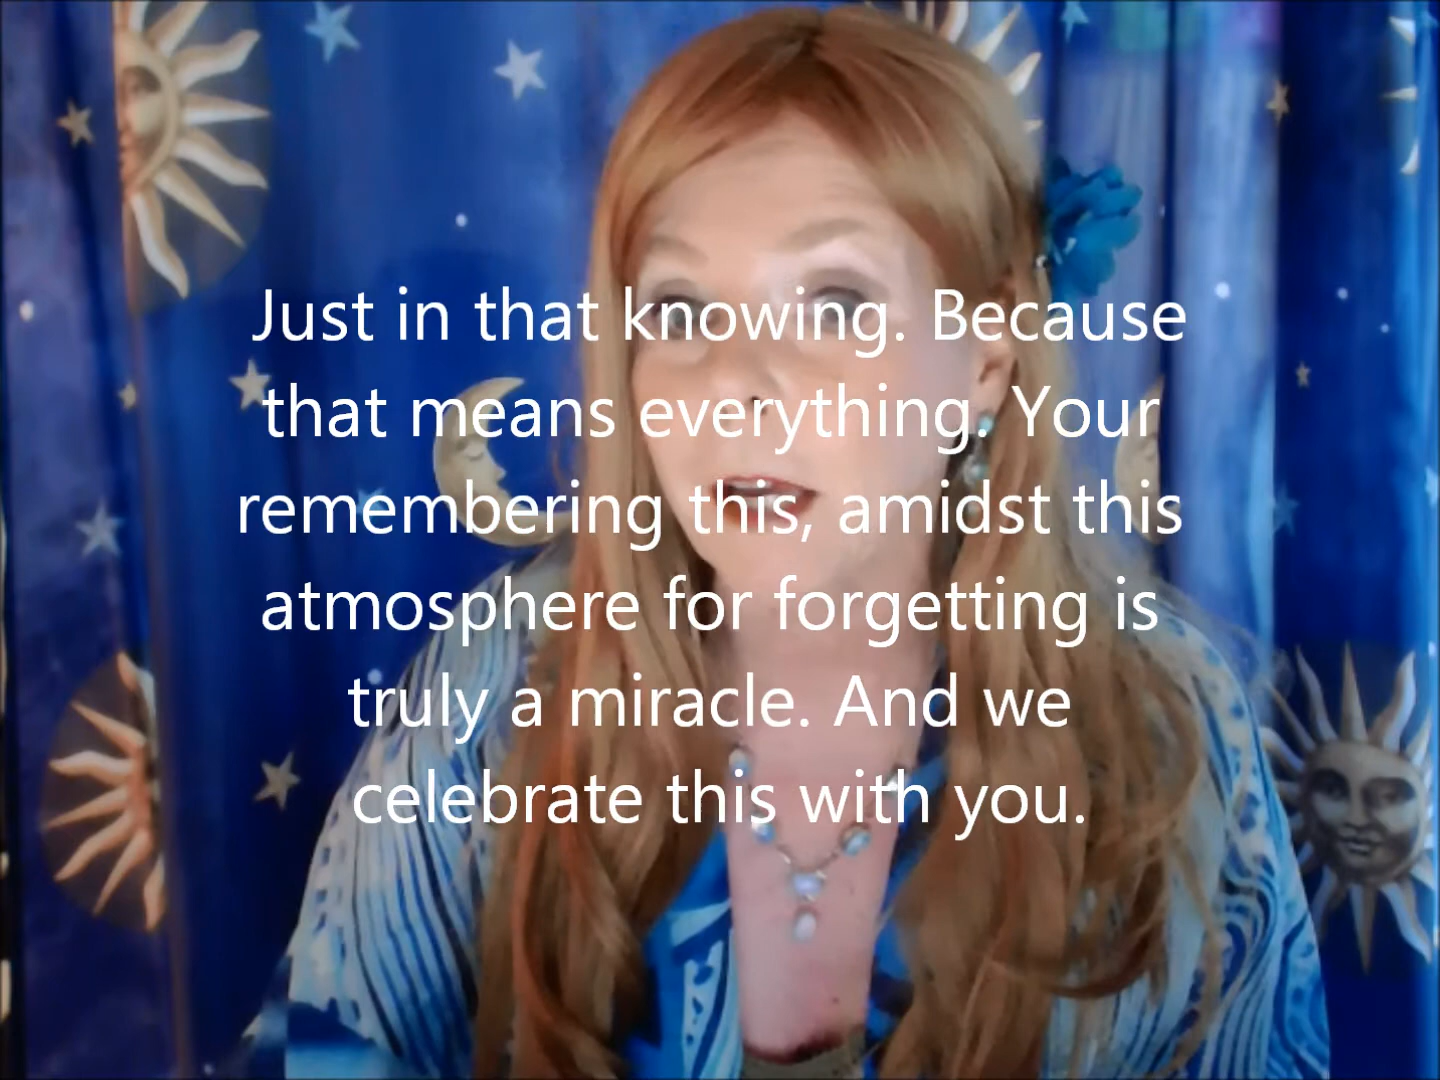 Just in that knowing. Because
that means everything. Your
remembering this, amidst this
atmosphere for forgetting is
truly a miracle. And we
celebrate this with you.